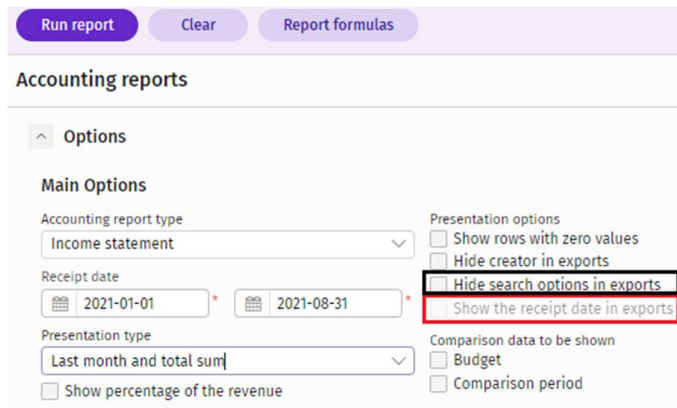 Run report Clear Report formulas
Accounting reports
Options
Main Options
Accounting report type
Income statement
Receipt date
2021-01-01 * 2021-08-31 *
Presentation type
Last month and total sum
Show percentage of the revenue
Presentation options
Show rows with zero values
Hide creator in exports
Hide search options in exports
Show the receipt date in exports
Comparison data to be shown
Budget
Comparison period